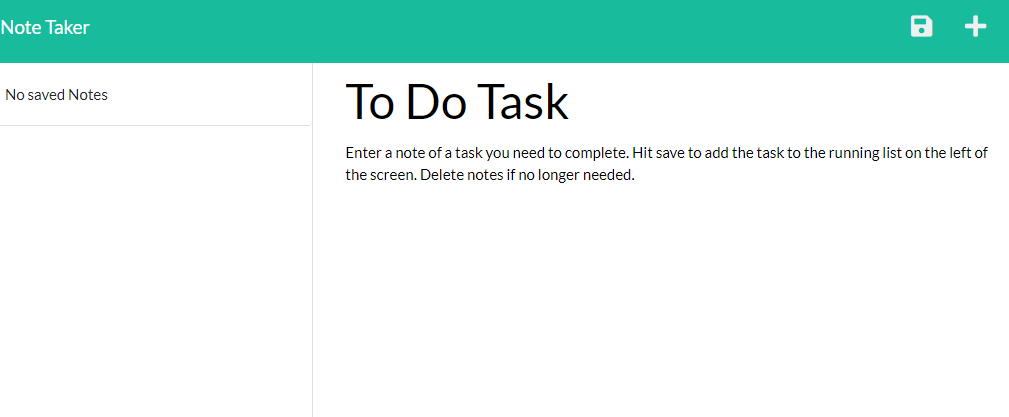 Note Taker
No saved Notes
To Do Task
Enter a note of a task you need to complete. Hit save to add the task to the running list on the left of
the screen. Delete notes if no longer needed.